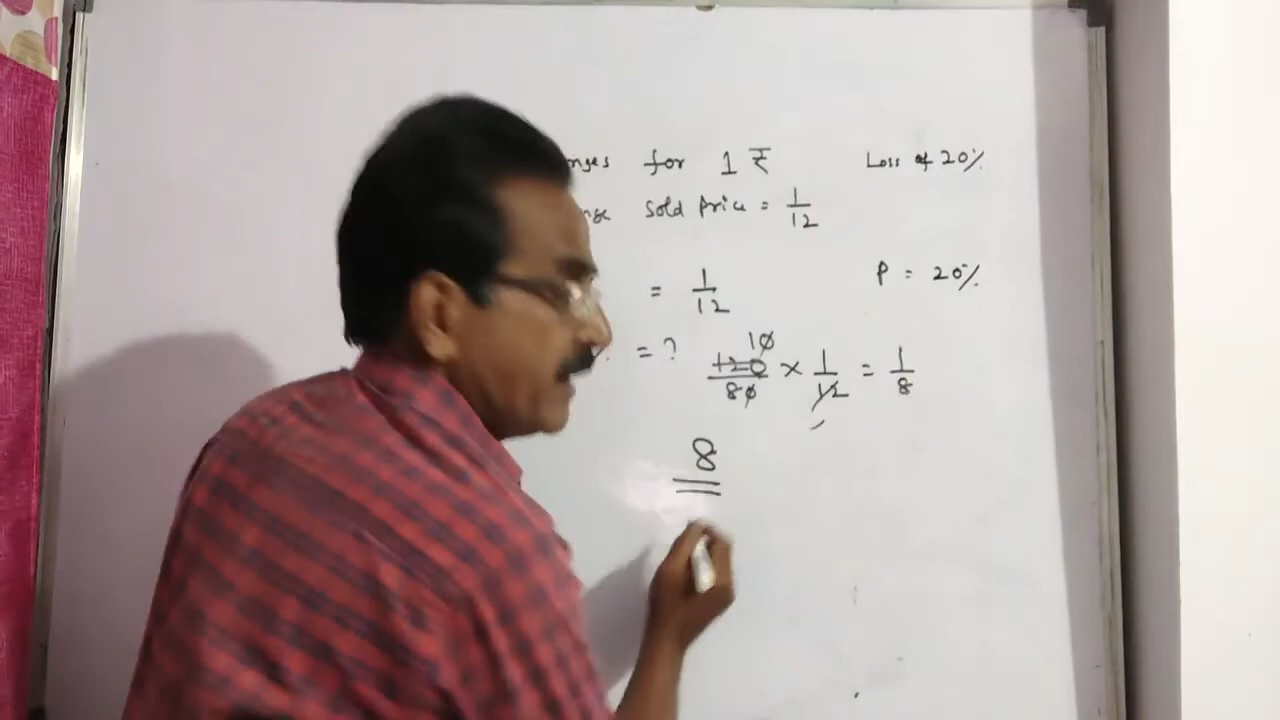 for 1 ₹ Loss of 20%
sold price = 1/12
= 1/12 P = 20%
= ? 120/80 10 × 1/12 = 1/8
8